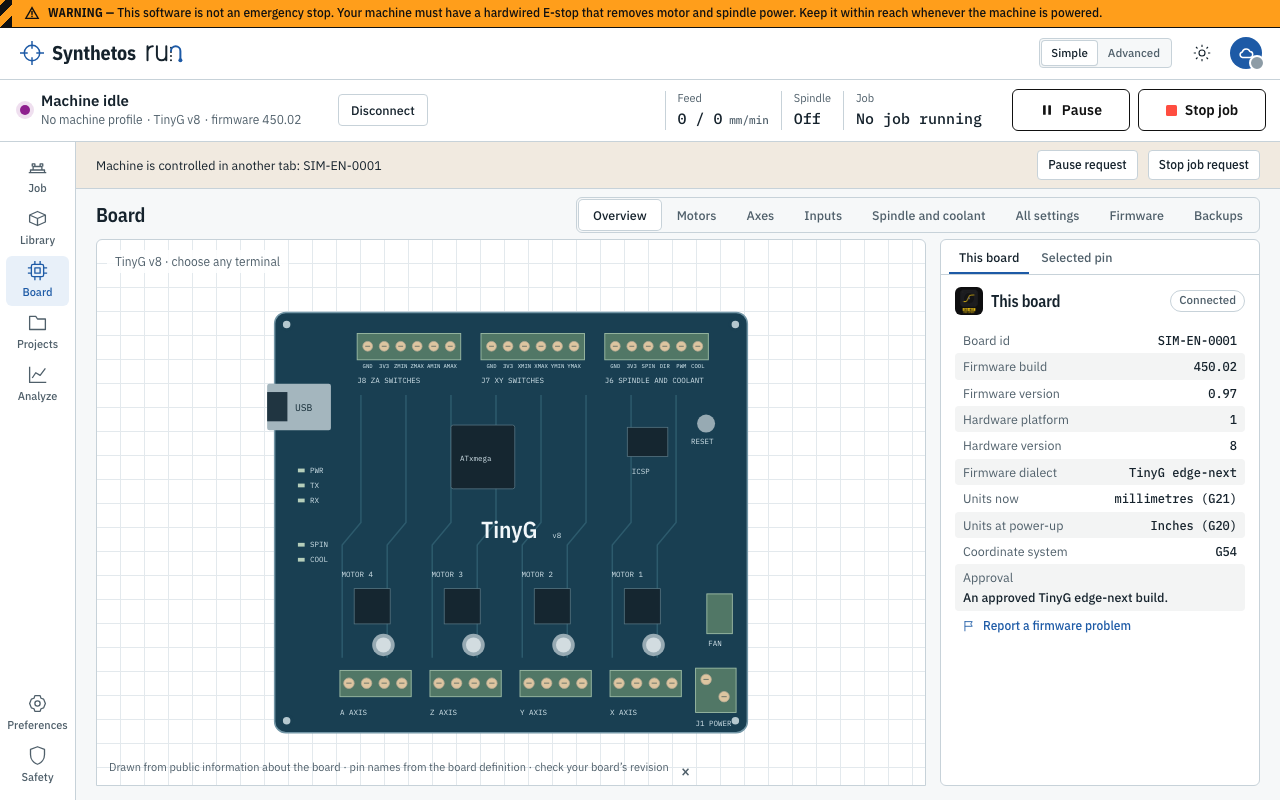 WARNING — This software is not an emergency stop. Your machine must have a hardwired E-stop that removes motor and spindle power. Keep it within reach whenever the machine is powered.
Synthetos run
Simple Advanced
Machine idle
No machine profile · TinyG v8 · firmware 450.02
Disconnect
Feed
0 / 0 mm/min
Spindle
Off
Job
No job running
Pause
Stop job
Job
Library
Board
Projects
Analyze
Preferences
Safety
Machine is controlled in another tab: SIM-EN-0001
Pause request
Stop job request
Board
Overview Motors Axes Inputs Spindle and coolant All settings Firmware Backups
TinyG v8 · choose any terminal
GND 3V3 ZMIN ZMAX AMIN AMAX
GND 3V3 XMIN XMAX YMIN YMAX
GND 3V3 SPIN DIR PWM COOL
J8 ZA SWITCHES
J7 XY SWITCHES
J6 SPINDLE AND COOLANT
USB
RESET
ATxmega
ICSP
PWR
TX
RX
TinyG v8
SPIN
COOL
MOTOR 4
MOTOR 3
MOTOR 2
MOTOR 1
FAN
A AXIS
Z AXIS
Y AXIS
X AXIS
J1 POWER
Drawn from public information about the board · pin names from the board definition · check your board's revision ×
This board Selected pin
This board
Connected
Board id SIM-EN-0001
Firmware build 450.02
Firmware version 0.97
Hardware platform 1
Hardware version 8
Firmware dialect TinyG edge-next
Units now millimetres (G21)
Units at power-up Inches (G20)
Coordinate system G54
Approval
An approved TinyG edge-next build.
Report a firmware problem